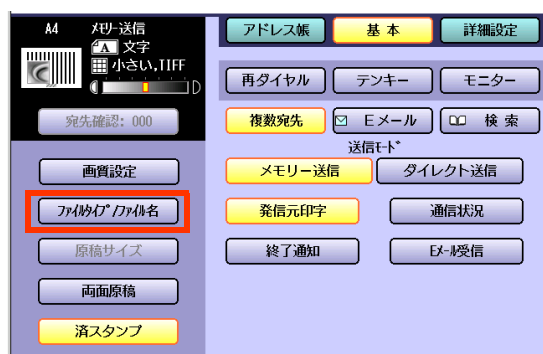 A4 ﾒﾓﾘｰ送信
A 文字
小さい,TIFF
D
宛先確認: 000
画質設定
ﾌｧｲﾙﾀｲﾌﾟ/ﾌｧｲﾙ名
原稿サイズ
両面原稿
済スタンプ
アドレス帳 基本 詳細設定
再ダイヤル テンキー モニター
複数宛先 Eメール 検索
送信ﾓｰﾄﾞ
メモリー送信 ダイレクト送信
発信元印字 通信状況
終了通知 Eﾒｰﾙ受信